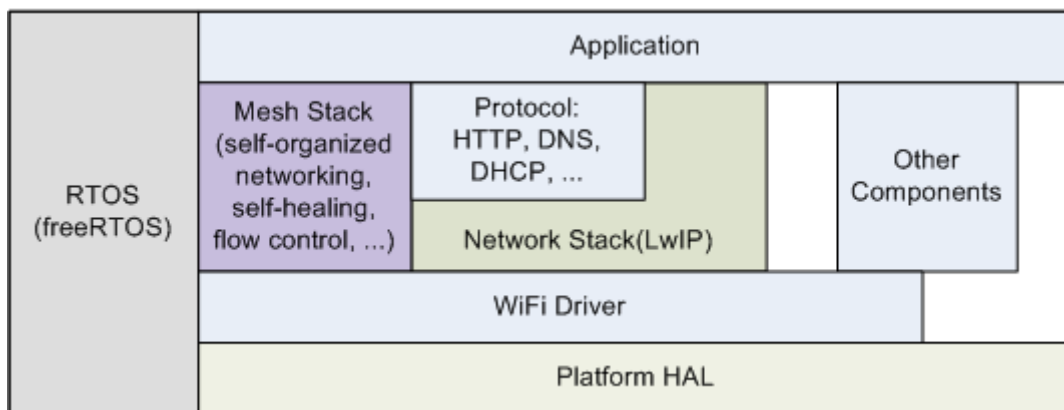 RTOS
(freeRTOS)
Application
Mesh Stack
(self-organized
networking,
self-healing,
flow control, ...)
Protocol:
HTTP, DNS,
DHCP, ...
Network Stack(LwIP)
Other
Components
WiFi Driver
Platform HAL